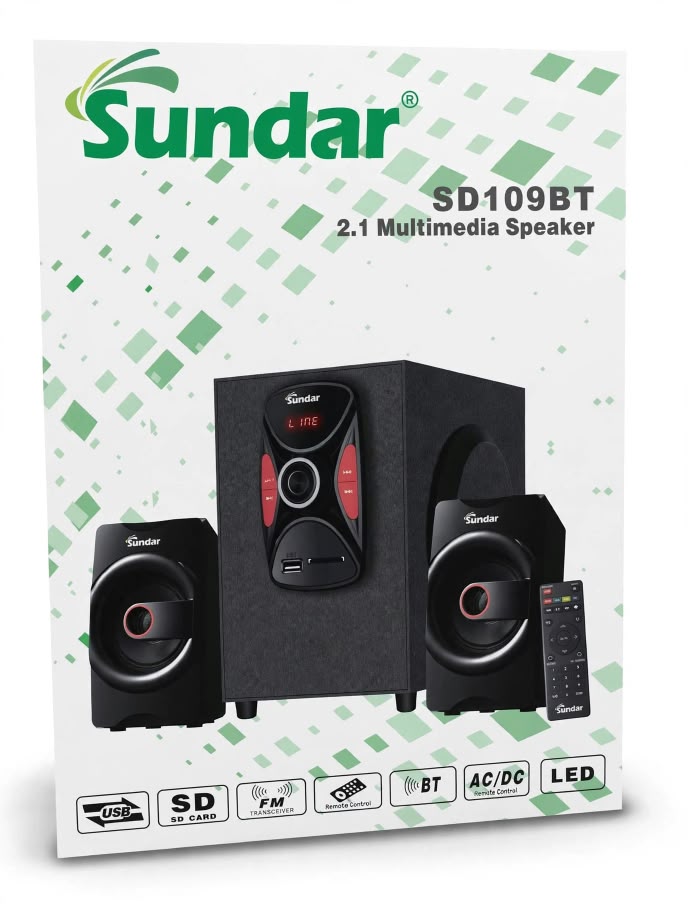 Sundar®
SD109BT
2.1 Multimedia Speaker
Sundar
LINE
Sundar
Sundar
Sundar
USB
SD
SD CARD
FM
TRANSCEIVER
Remote Control
BT
AC/DC
Remote Control
LED